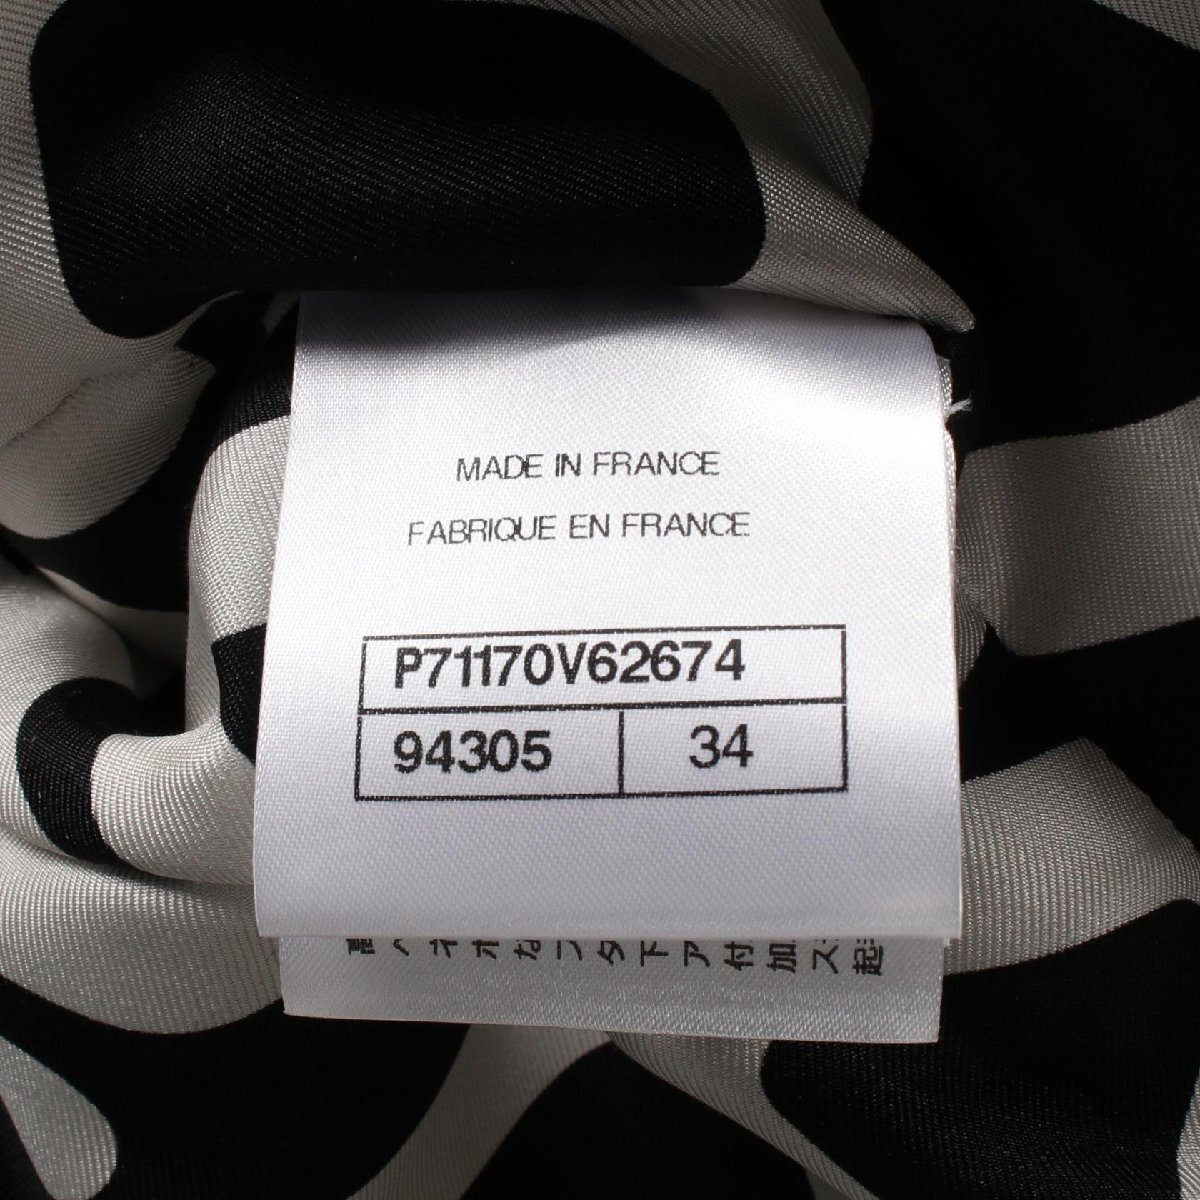 MADE IN FRANCE
FABRIQUE EN FRANCE
P71170V62674
94305 34